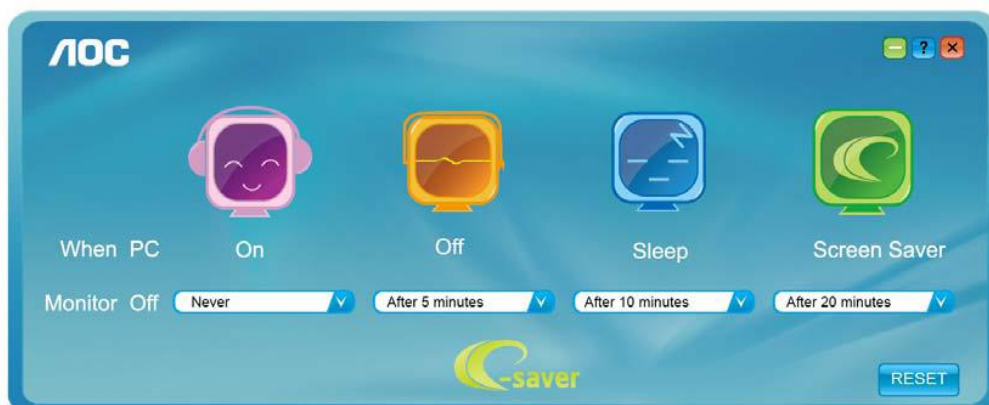 AOC
?
When PC On Off Sleep Screen Saver
Monitor Off Never After 5 minutes After 10 minutes After 20 minutes
e-saver
RESET